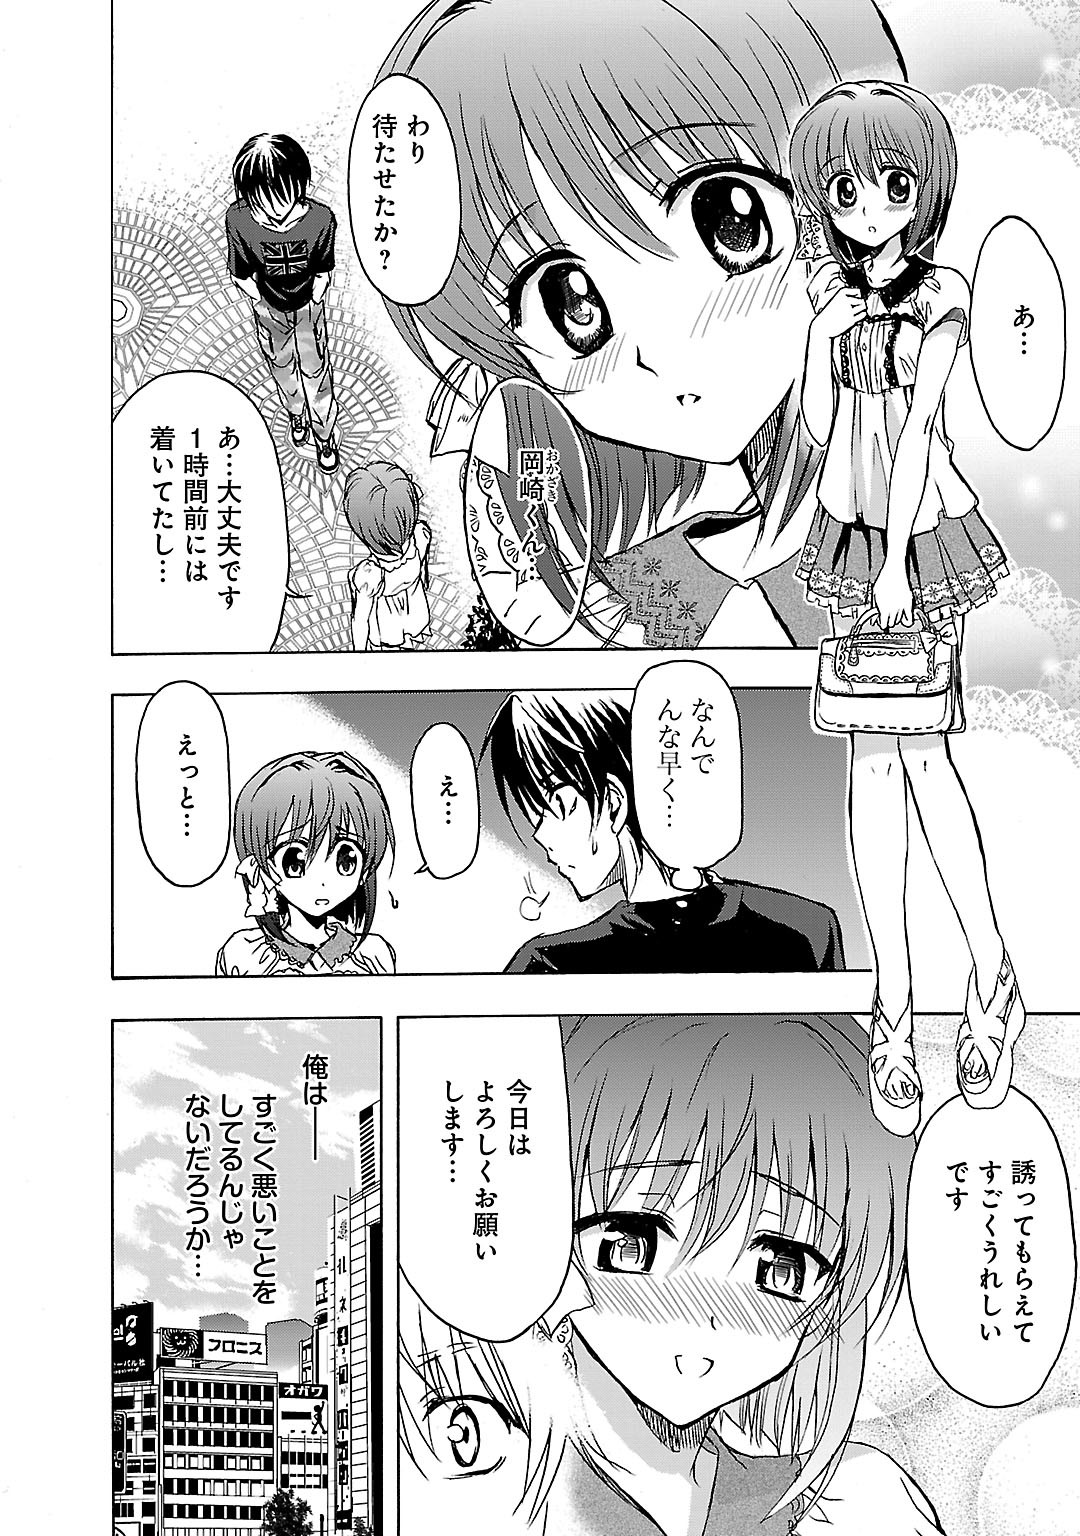 あ…
おかざき
岡崎くん…
わり
待たせたか?
あ…大丈夫です
1時間前には
着いてたし…
なんで
んな早く…
え…
えっと…
誘ってもらえて
すごくうれしい
です
今日は
よろしくお願い
します…
俺は――
すごく悪いことを
してるんじゃ
ないだろうか…
フロニス
オガワ